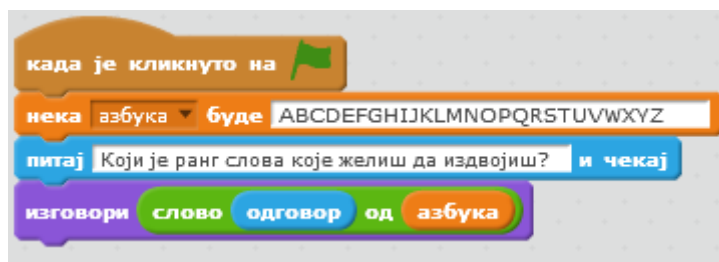 када је кликнуто на
нека азбука буде ABCDEFGHIJKLMNOPQRSTUVWXYZ
питај Који је ранг слова које желиш да издвојиш? и чекај
изговори слово одговор од азбука